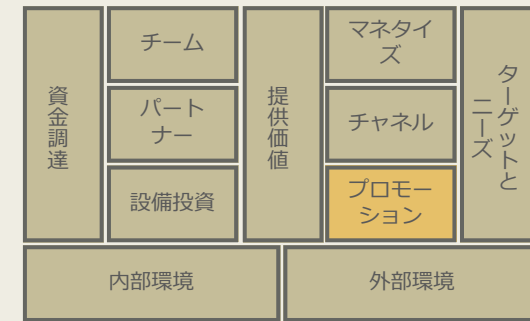 資金調達
チーム
パート
ナー
設備投資
提供価値
マネタイ
ズ
チャネル
プロモー
ション
ターゲットと
ニーズ
内部環境
外部環境